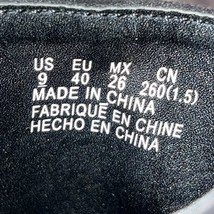 US EU MX CN
9 40 26 260(1.5)
MADE IN CHINA
FABRIQUE EN CHINE
HECHO EN CHINA